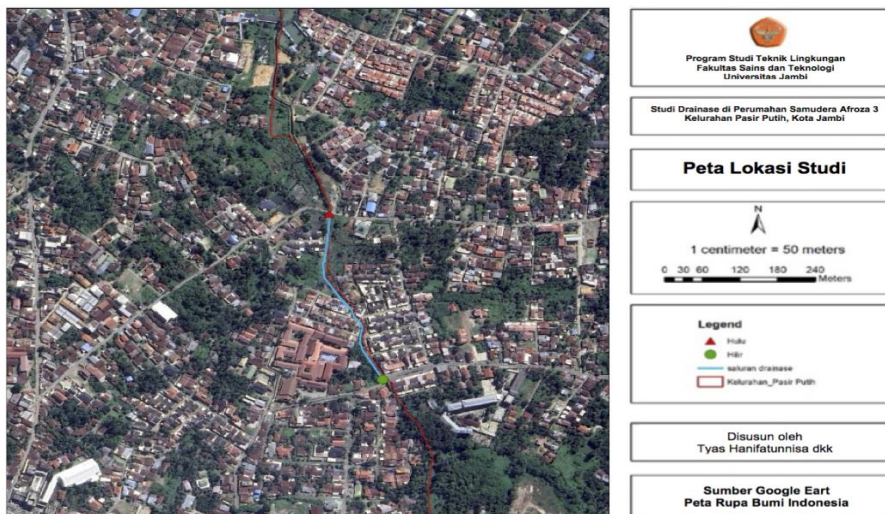 Program Studi Teknik Lingkungan
Fakultas Sains dan Teknologi
Universitas Jambi
Studi Drainase di Perumahan Samudera Afroza 3
Kelurahan Pasir Putih, Kota Jambi
Peta Lokasi Studi
N
1 centimeter = 50 meters
0 30 60 120 180 240
Meters
Legend
Hulu
Hilir
saluran drainase
Kelurahan_Pasir Putih
Disusun oleh
Tyas Hanifatunnisa dkk
Sumber Google Eart
Peta Rupa Bumi Indonesia